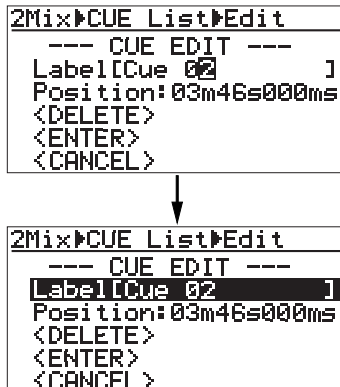 2Mix▶CUE List▶Edit
--- CUE EDIT ---
Label[Cue 02 ]
Position:03m46s000ms
<DELETE>
<ENTER>
<CANCEL>
2Mix▶CUE List▶Edit
--- CUE EDIT ---
Label[Cue 02 ]
Position:03m46s000ms
<DELETE>
<ENTER>
<CANCEL>